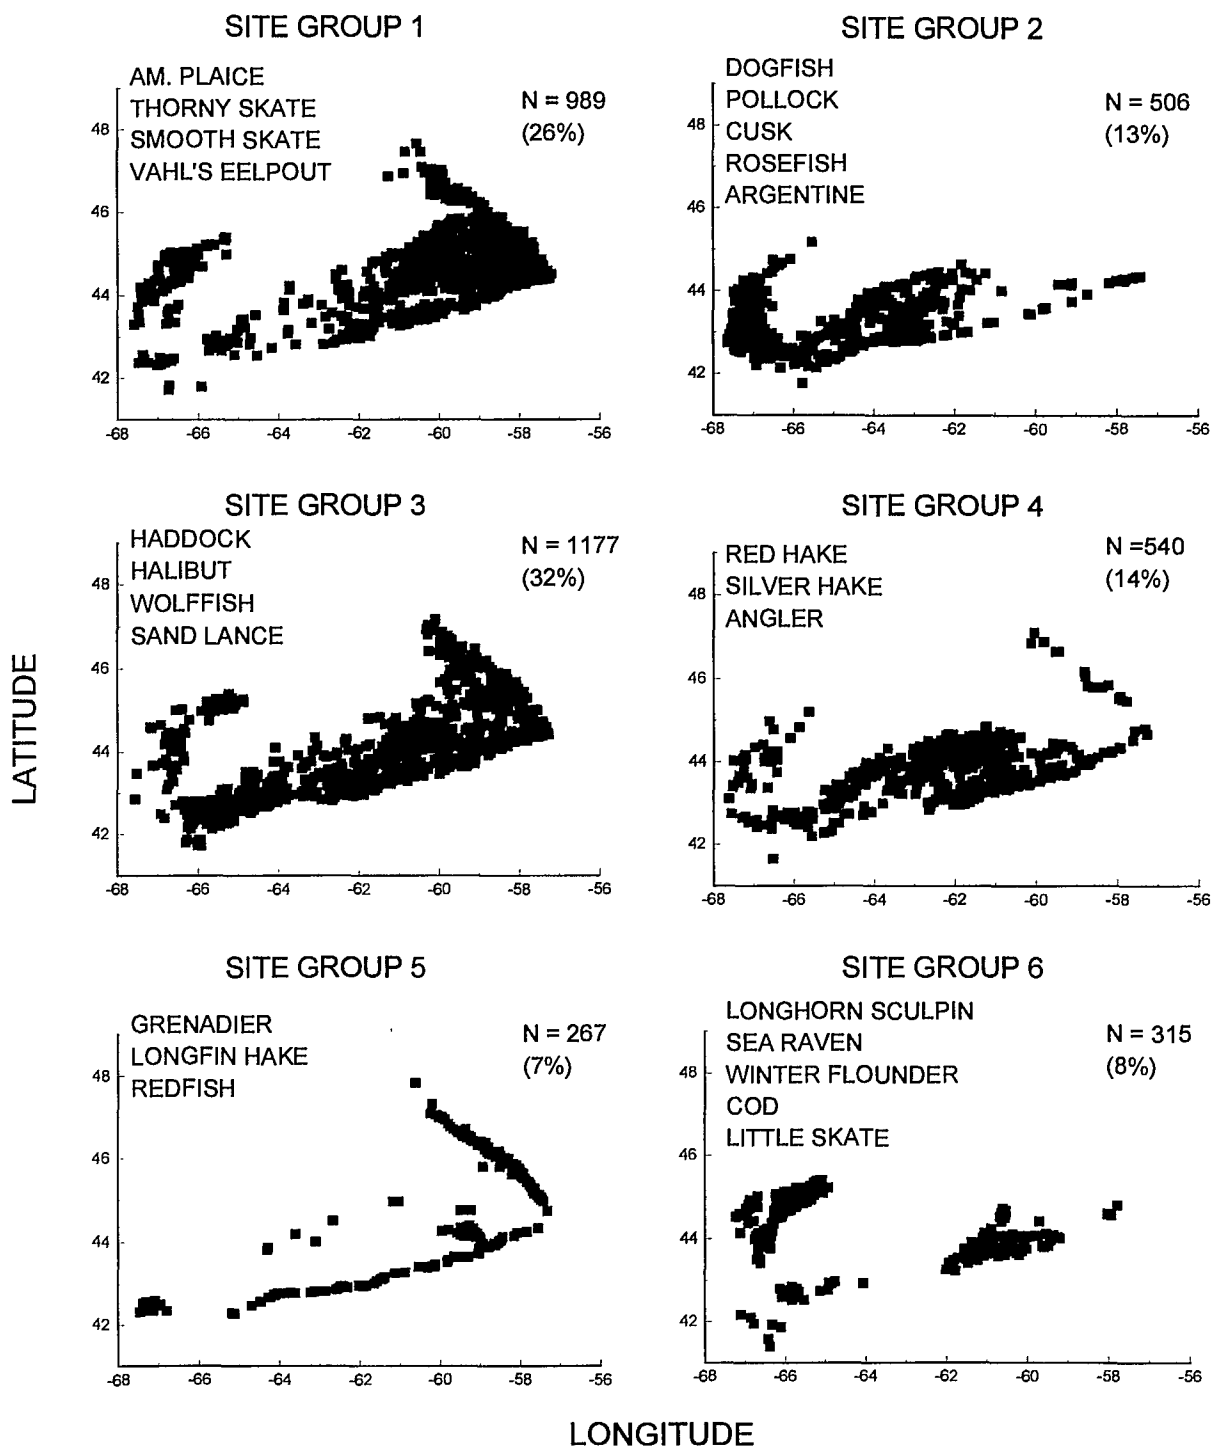 SITE GROUP 1
AM. PLAICE
THORNY SKATE
SMOOTH SKATE
VAHL'S EELPOUT
N = 989
(26%)
48
46
44
42
-68 -66 -64 -62 -60 -58 -56
SITE GROUP 2
DOGFISH
POLLOCK
CUSK
ROSEFISH
ARGENTINE
N = 506
(13%)
48
46
44
42
-68 -66 -64 -62 -60 -58 -56
SITE GROUP 3
HADDOCK
HALIBUT
WOLFFISH
SAND LANCE
N = 1177
(32%)
48
46
44
42
-68 -66 -64 -62 -60 -58 -56
SITE GROUP 4
RED HAKE
SILVER HAKE
ANGLER
N =540
(14%)
48
46
44
42
-68 -66 -64 -62 -60 -58 -56
SITE GROUP 5
GRENADIER
LONGFIN HAKE
REDFISH
N = 267
(7%)
48
46
44
42
-68 -66 -64 -62 -60 -58 -56
SITE GROUP 6
LONGHORN SCULPIN
SEA RAVEN
WINTER FLOUNDER
COD
LITTLE SKATE
N = 315
(8%)
48
46
44
42
-68 -66 -64 -62 -60 -58 -56
LATITUDE
LONGITUDE